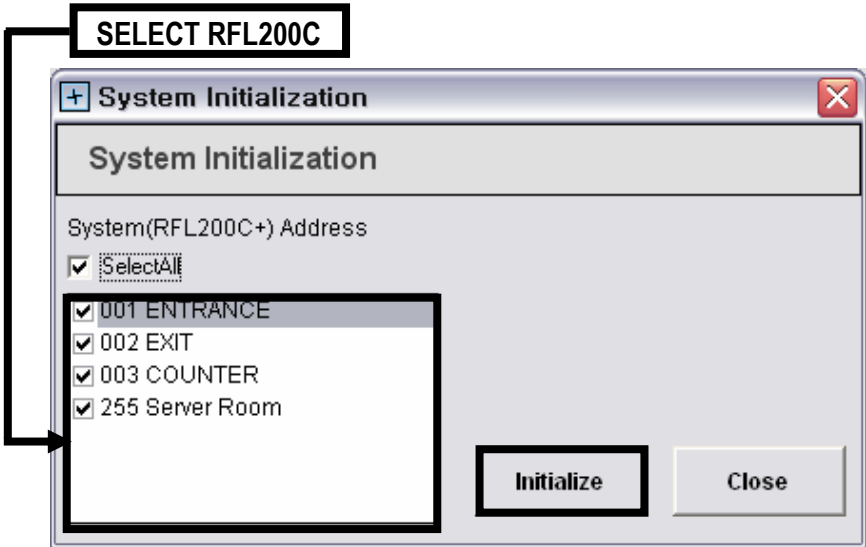 SELECT RFL200C
System Initialization
System Initialization
System(RFL200C+) Address
SelectAll
001 ENTRANCE
002 EXIT
003 COUNTER
255 Server Room
Initialize
Close